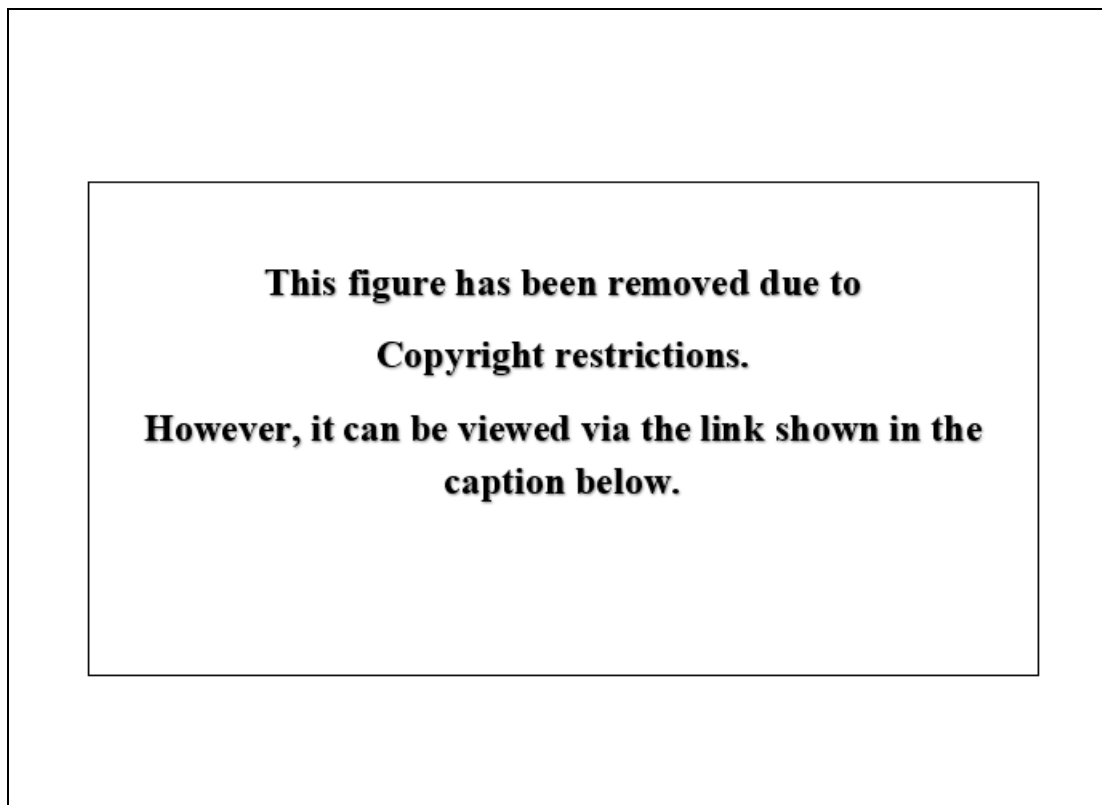 This figure has been removed due to
Copyright restrictions.
However, it can be viewed via the link shown in the
caption below.